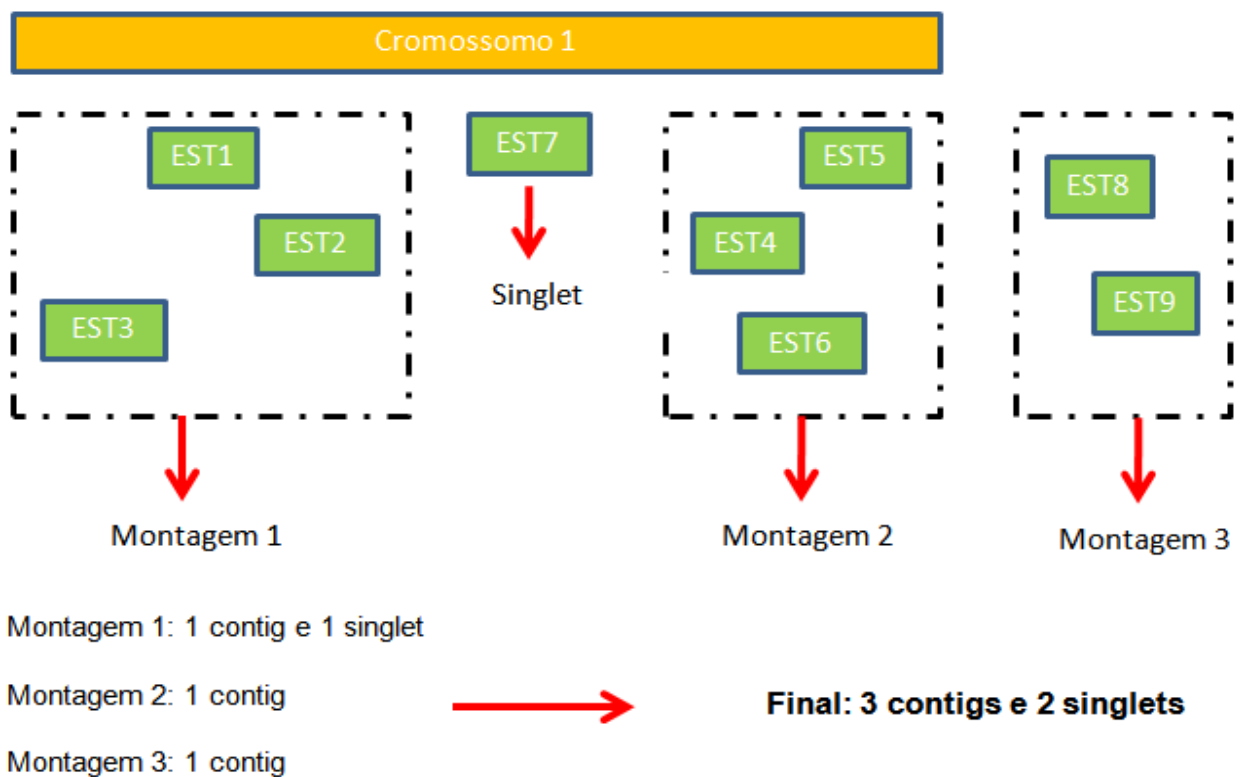 Cromossomo 1
EST1
EST7
EST5
EST8
EST2
EST4
EST9
EST3
EST6
Singlet
Montagem 1
Montagem 2
Montagem 3
Montagem 1: 1 contig e 1 singlet
Montagem 2: 1 contig
Final: 3 contigs e 2 singlets
Montagem 3: 1 contig